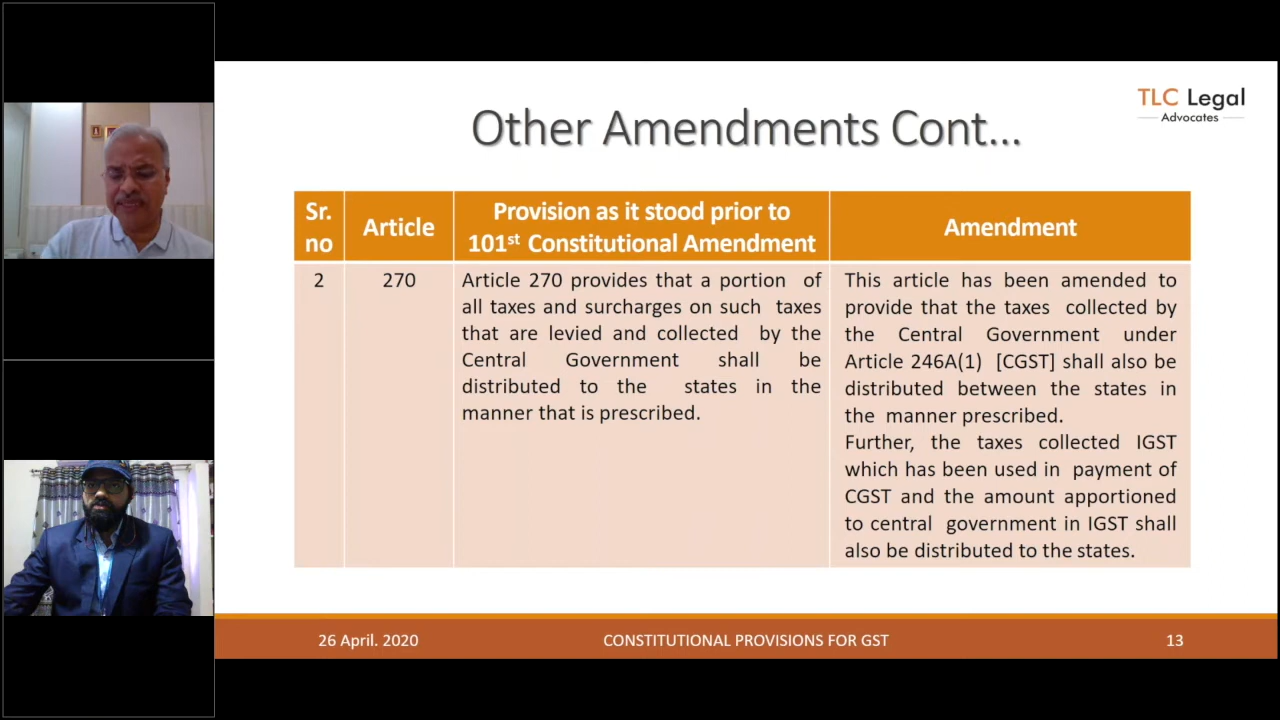 TLC Legal
Advocates
Other Amendments Cont...
Sr.
no
Article
Provision as it stood prior to
101st Constitutional Amendment
Amendment
2
270
Article 270 provides that a portion of
all taxes and surcharges on such taxes
that are levied and collected by the
Central Government shall be
distributed to the states in the
manner that is prescribed.
This article has been amended to
provide that the taxes collected by
the Central Government under
Article 246A(1) [CGST] shall also be
distributed between the states in
the manner prescribed.
Further, the taxes collected IGST
which has been used in payment of
CGST and the amount apportioned
to central government in IGST shall
also be distributed to the states.
26 April. 2020
CONSTITUTIONAL PROVISIONS FOR GST
13